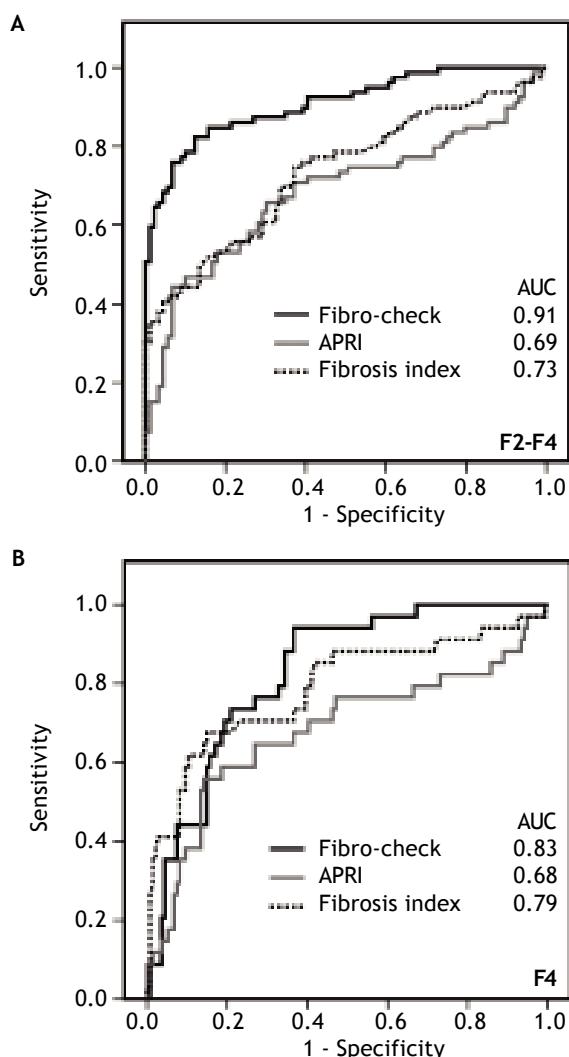 A
1.0
0.8
0.6
0.4
0.2
0.0
Sensitivity
AUC
Fibro-check 0.91
APRI 0.69
Fibrosis index 0.73
F2-F4
0.0 0.2 0.4 0.6 0.8 1.0
1 - Specificity
B
1.0
0.8
0.6
0.4
0.2
0.0
Sensitivity
AUC
Fibro-check 0.83
APRI 0.68
Fibrosis index 0.79
F4
0.0 0.2 0.4 0.6 0.8 1.0
1 - Specificity